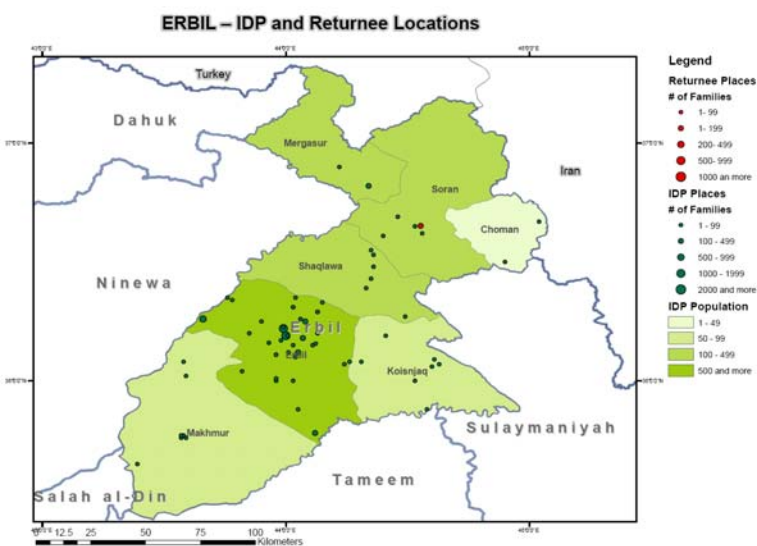 ERBIL – IDP and Returnee Locations
Turkey
Dahuk
Mergasur
Iran
Soran
Choman
Shaqlawa
Ninewa
Erbil
Koisnjaq
Makhmur
Sulaymaniyah
Tameem
Salah al-Din
0 12.5 25 50 75 100
Kilometers
Legend
Returnee Places
# of Families
1- 99
1- 199
200- 499
500- 999
1000 an more
IDP Places
# of Families
1 - 99
100 - 499
500 - 999
1000 - 1999
2000 and more
IDP Population
1 - 49
50 - 99
100 - 499
500 and more